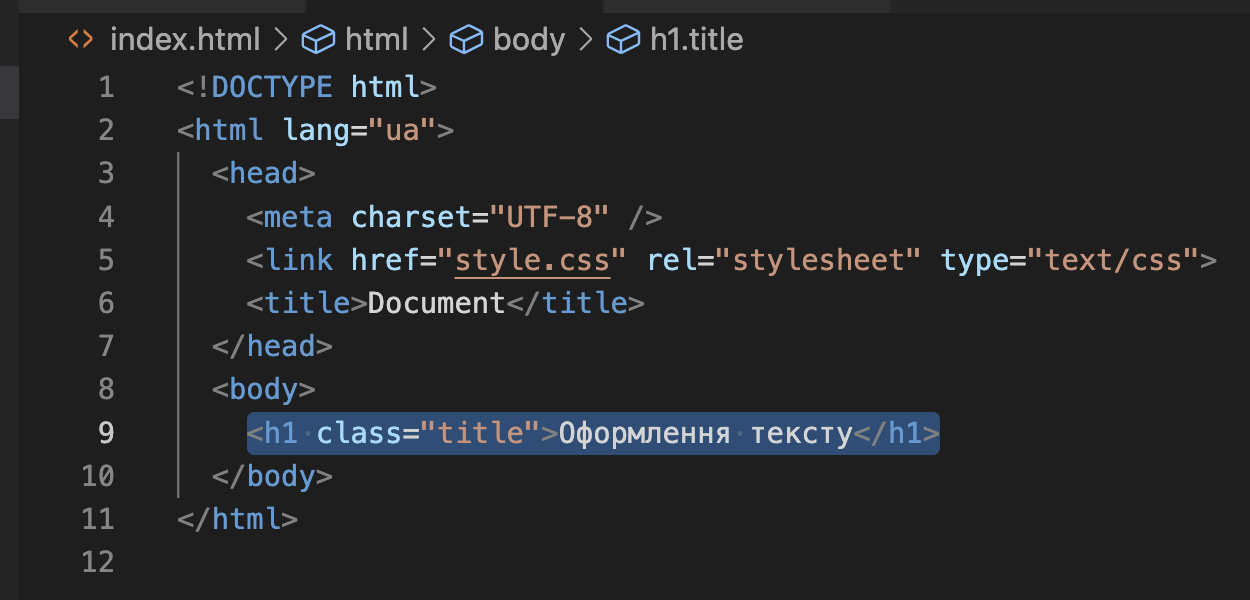 index.html > html > body > h1.title
1 <!DOCTYPE html>
2 <html lang="ua">
3 <head>
4 <meta charset="UTF-8" />
5 <link href="style.css" rel="stylesheet" type="text/css">
6 <title>Document</title>
7 </head>
8 <body>
9 <h1 class="title">Оформлення тексту</h1>
10 </body>
11 </html>
12